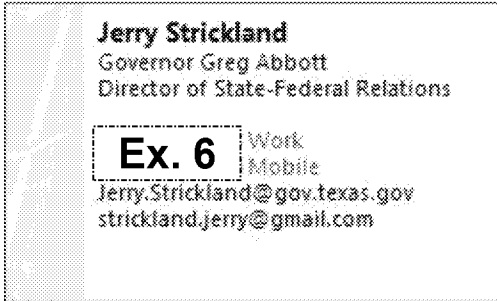 Jerry Strickland
Governor Greg Abbott
Director of State-Federal Relations
Ex. 6 Work
Mobile
Jerry.Strickland@gov.texas.gov
strickland.jerry@gmail.com